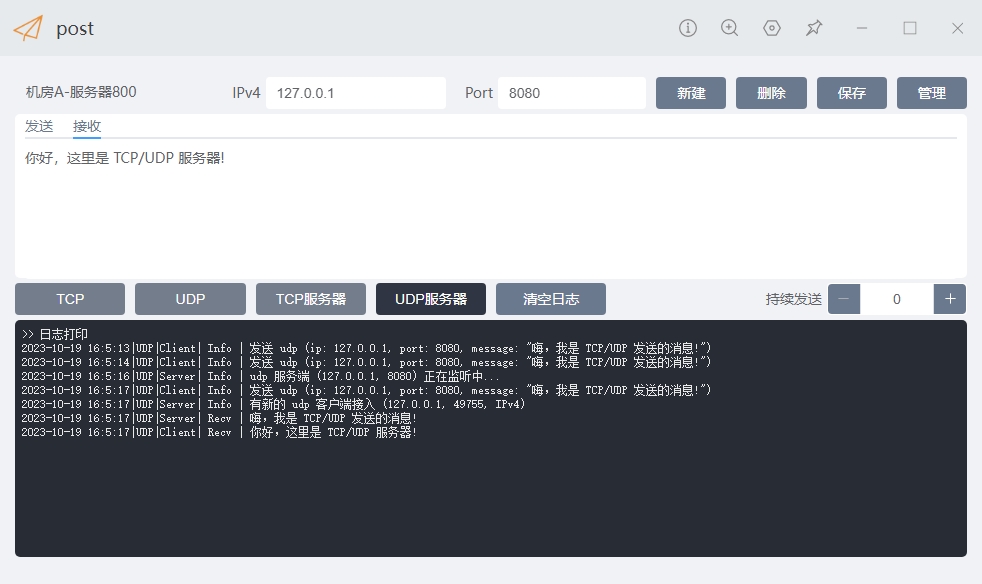 post
机房A-服务器800 IPv4 127.0.0.1 Port 8080 新建 删除 保存 管理
发送 接收
你好，这里是 TCP/UDP 服务器!
TCP UDP TCP服务器 UDP服务器 清空日志 持续发送 － 0 +
>> 日志打印
2023-10-19 16:5:13|UDP|Client| Info | 发送 udp (ip: 127.0.0.1, port: 8080, message: "嗨，我是 TCP/UDP 发送的消息!")
2023-10-19 16:5:14|UDP|Client| Info | 发送 udp (ip: 127.0.0.1, port: 8080, message: "嗨，我是 TCP/UDP 发送的消息!")
2023-10-19 16:5:16|UDP|Server| Info | udp 服务端 (127.0.0.1, 8080) 正在监听中...
2023-10-19 16:5:17|UDP|Client| Info | 发送 udp (ip: 127.0.0.1, port: 8080, message: "嗨，我是 TCP/UDP 发送的消息!")
2023-10-19 16:5:17|UDP|Server| Info | 有新的 udp 客户端接入 (127.0.0.1, 49755, IPv4)
2023-10-19 16:5:17|UDP|Server| Recv | 嗨，我是 TCP/UDP 发送的消息!
2023-10-19 16:5:17|UDP|Client| Recv | 你好，这里是 TCP/UDP 服务器!